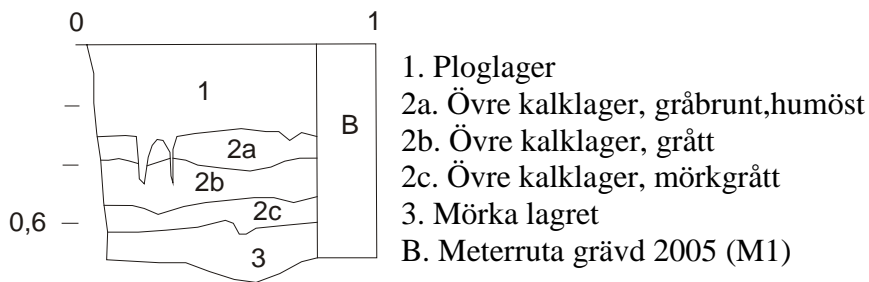 0 1
1
B
2a
2b
2c
0,6
3
1. Ploglager
2a. Övre kalklager, gråbrunt,humöst
2b. Övre kalklager, grått
2c. Övre kalklager, mörkgrått
3. Mörka lagret
B. Meterruta grävd 2005 (M1)